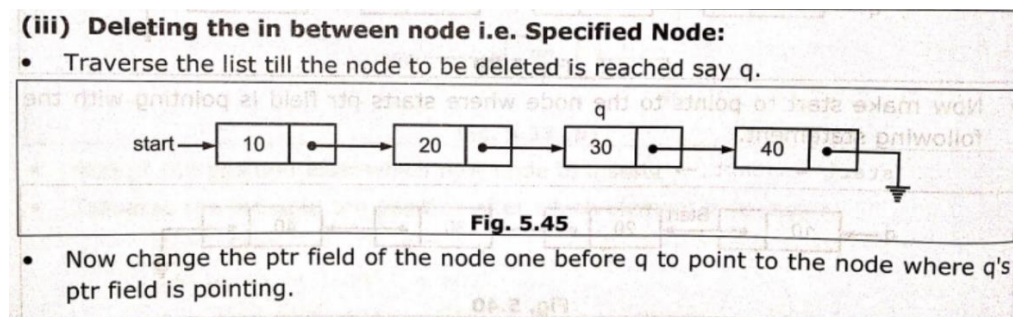 (iii) Deleting the in between node i.e. Specified Node:
• Traverse the list till the node to be deleted is reached say q.
q
start 10 20 30 40
Fig. 5.45
• Now change the ptr field of the node one before q to point to the node where q's
ptr field is pointing.